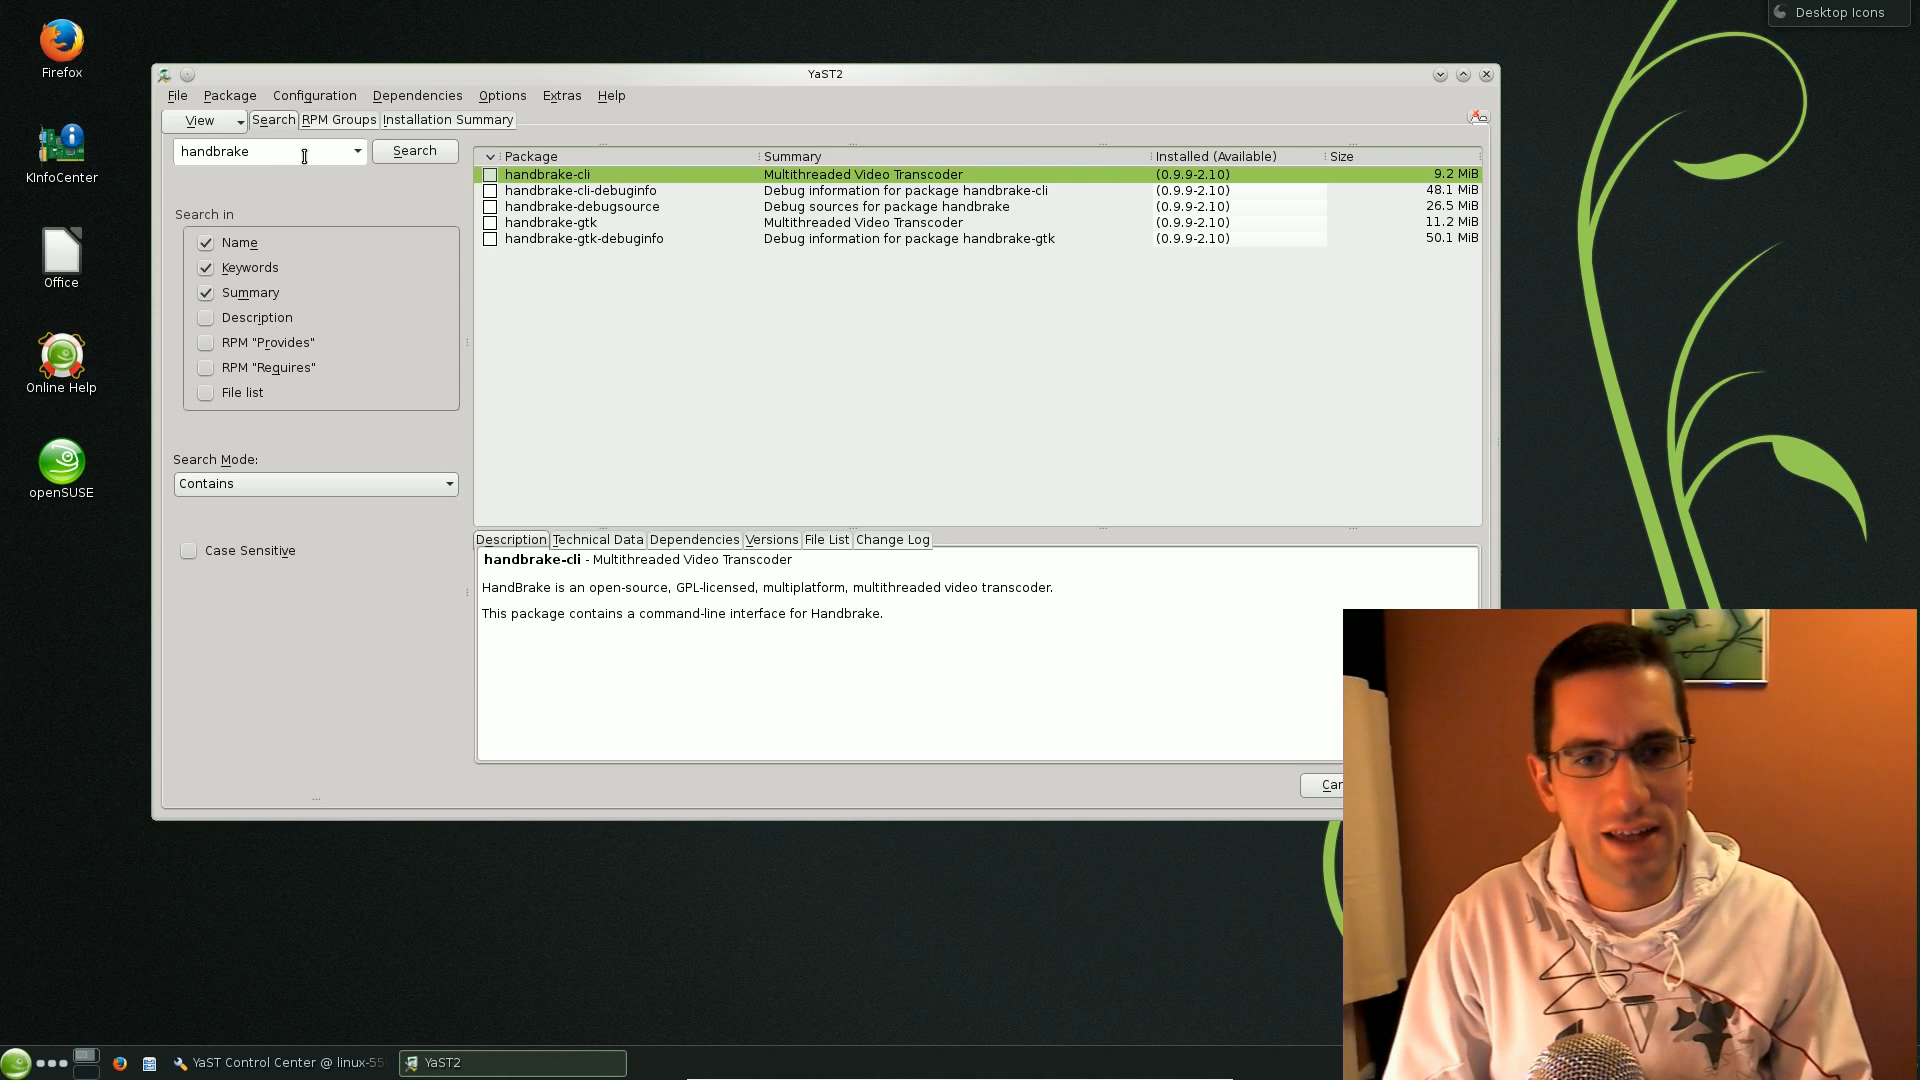 Desktop Icons
Firefox
KInfoCenter
Office
Online Help
openSUSE
YaST2
File Package Configuration Dependencies Options Extras Help
View Search RPM Groups Installation Summary
handbrake Search
Search in
Name
Keywords
Summary
Description
RPM "Provides"
RPM "Requires"
File list
Search Mode:
Contains
Case Sensitive
Package Summary Installed (Available) Size
handbrake-cli Multithreaded Video Transcoder (0.9.9-2.10) 9.2 MiB
handbrake-cli-debuginfo Debug information for package handbrake-cli (0.9.9-2.10) 48.1 MiB
handbrake-debugsource Debug sources for package handbrake (0.9.9-2.10) 26.5 MiB
handbrake-gtk Multithreaded Video Transcoder (0.9.9-2.10) 11.2 MiB
handbrake-gtk-debuginfo Debug information for package handbrake-gtk (0.9.9-2.10) 50.1 MiB
Description Technical Data Dependencies Versions File List Change Log
handbrake-cli - Multithreaded Video Transcoder
HandBrake is an open-source, GPL-licensed, multiplatform, multithreaded video transcoder.
This package contains a command-line interface for Handbrake.
Can
YaST Control Center @ linux-55
YaST2